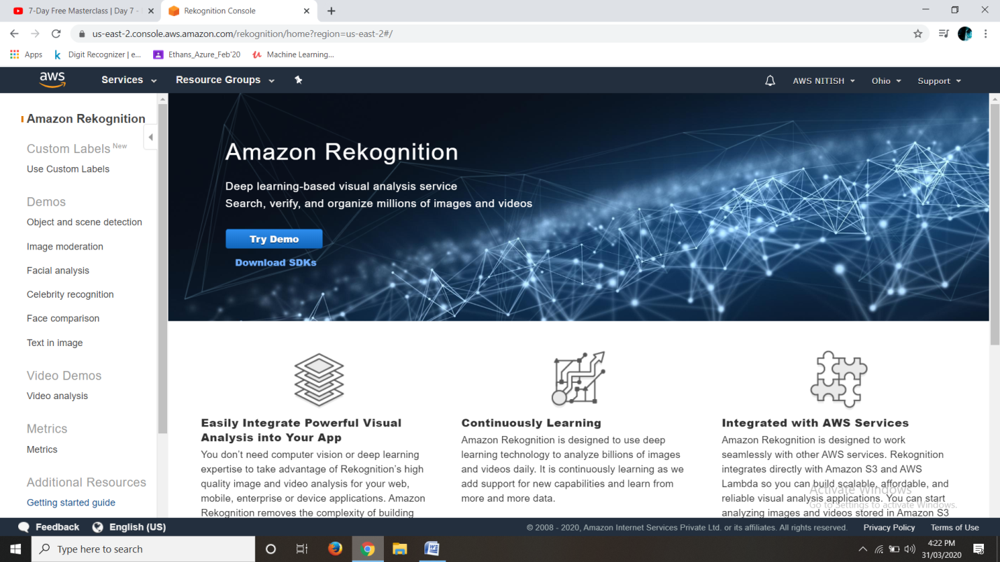 7-Day Free Masterclass | Day 7 -
Rekognition Console
us-east-2.console.aws.amazon.com/rekognition/home?region=us-east-2#/
Apps
Digit Recognizer | e...
Ethans_Azure_Feb'20
Machine Learning...
aws
Services
Resource Groups
AWS NITISH
Ohio
Support
Amazon Rekognition
Custom Labels New
Use Custom Labels
Demos
Object and scene detection
Image moderation
Facial analysis
Celebrity recognition
Face comparison
Text in image
Video Demos
Video analysis
Metrics
Metrics
Additional Resources
Getting started guide
Amazon Rekognition
Deep learning-based visual analysis service
Search, verify, and organize millions of images and videos
Try Demo
Download SDKs
Easily Integrate Powerful Visual
Analysis into Your App
You don't need computer vision or deep learning
expertise to take advantage of Rekognition's high
quality image and video analysis for your web,
mobile, enterprise or device applications. Amazon
Rekognition removes the complexity of building
Continuously Learning
Amazon Rekognition is designed to use deep
learning technology to analyze billions of images
and videos daily. It is continuously learning as we
add support for new capabilities and learn from
more and more data.
Integrated with AWS Services
Amazon Rekognition is designed to work
seamlessly with other AWS services. Rekognition
integrates directly with Amazon S3 and AWS
Lambda so you can build scalable, affordable, and
reliable visual analysis applications. You can start
analyzing images and videos stored in Amazon S3
Activate Windows
Go to Settings to activate Windows.
Feedback
English (US)
© 2008 - 2020, Amazon Internet Services Private Ltd. or its affiliates. All rights reserved.
Privacy Policy
Terms of Use
Type here to search
4:22 PM
31/03/2020